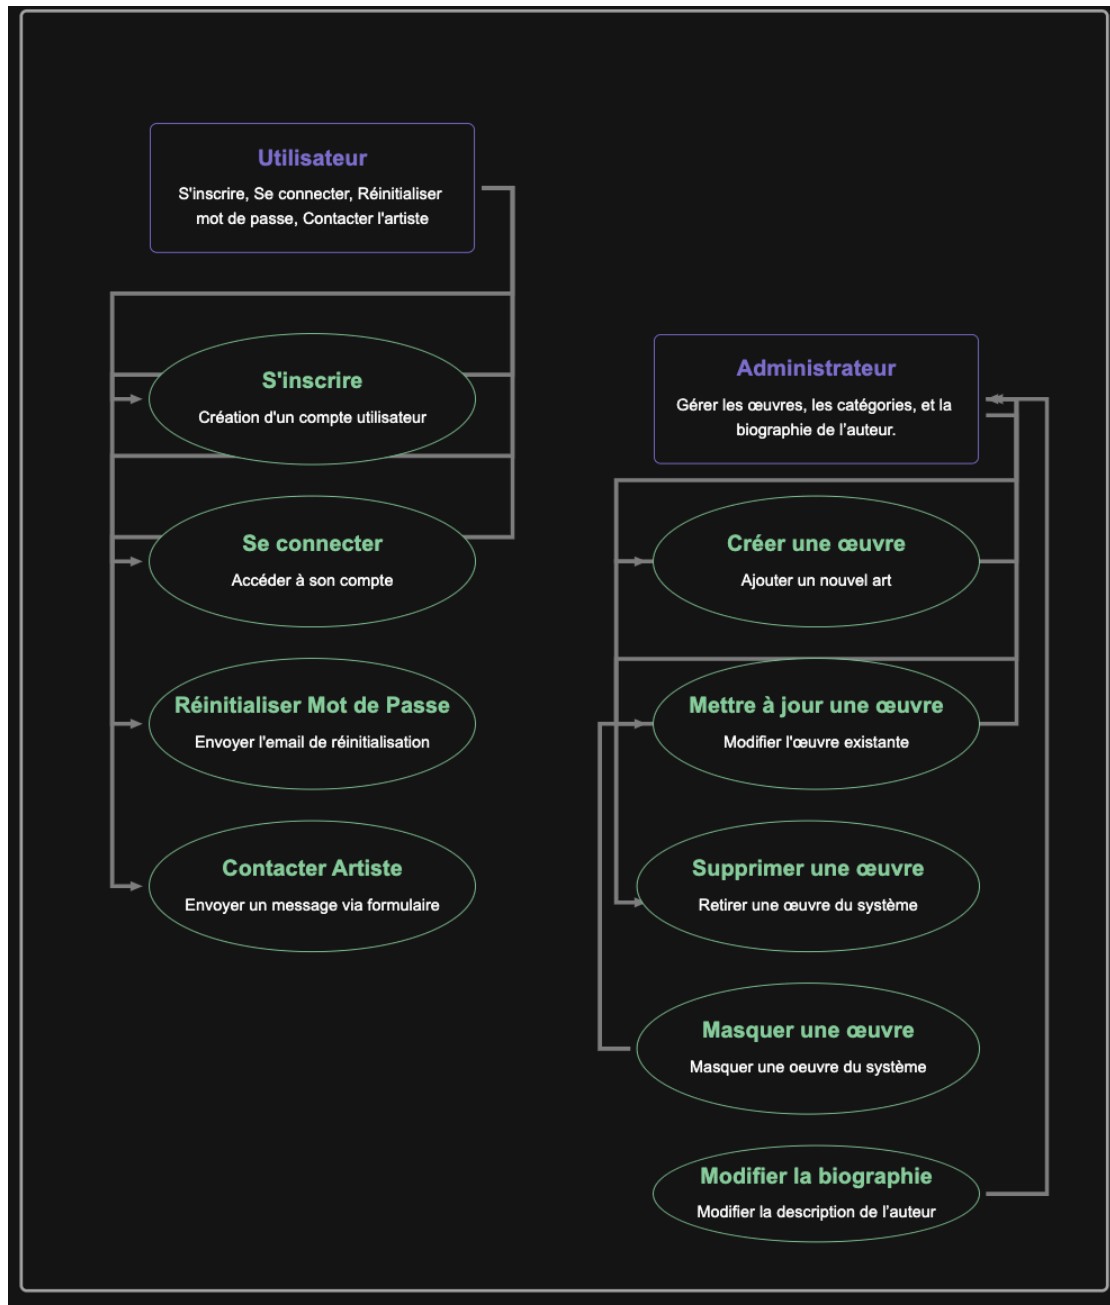 Utilisateur
S'inscrire, Se connecter, Réinitialiser
mot de passe, Contacter l'artiste
S'inscrire
Création d'un compte utilisateur
Se connecter
Accéder à son compte
Réinitialiser Mot de Passe
Envoyer l'email de réinitialisation
Contacter Artiste
Envoyer un message via formulaire
Administrateur
Gérer les œuvres, les catégories, et la
biographie de l’auteur.
Créer une œuvre
Ajouter un nouvel art
Mettre à jour une œuvre
Modifier l'œuvre existante
Supprimer une œuvre
Retirer une œuvre du système
Masquer une œuvre
Masquer une oeuvre du système
Modifier la biographie
Modifier la description de l’auteur